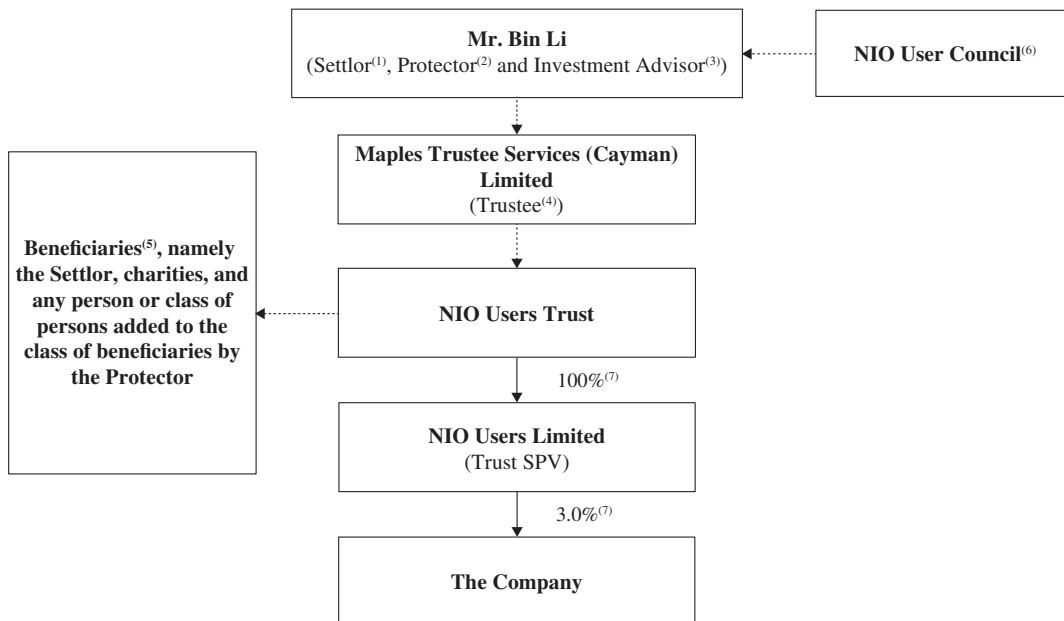 Mr. Bin Li
(Settlor(1), Protector(2) and Investment Advisor(3))
NIO User Council(6)
Maples Trustee Services (Cayman)
Limited
(Trustee(4))
Beneficiaries(5), namely
the Settlor, charities, and
any person or class of
persons added to the
class of beneficiaries by
the Protector
NIO Users Trust
100%(7)
NIO Users Limited
(Trust SPV)
3.0%(7)
The Company